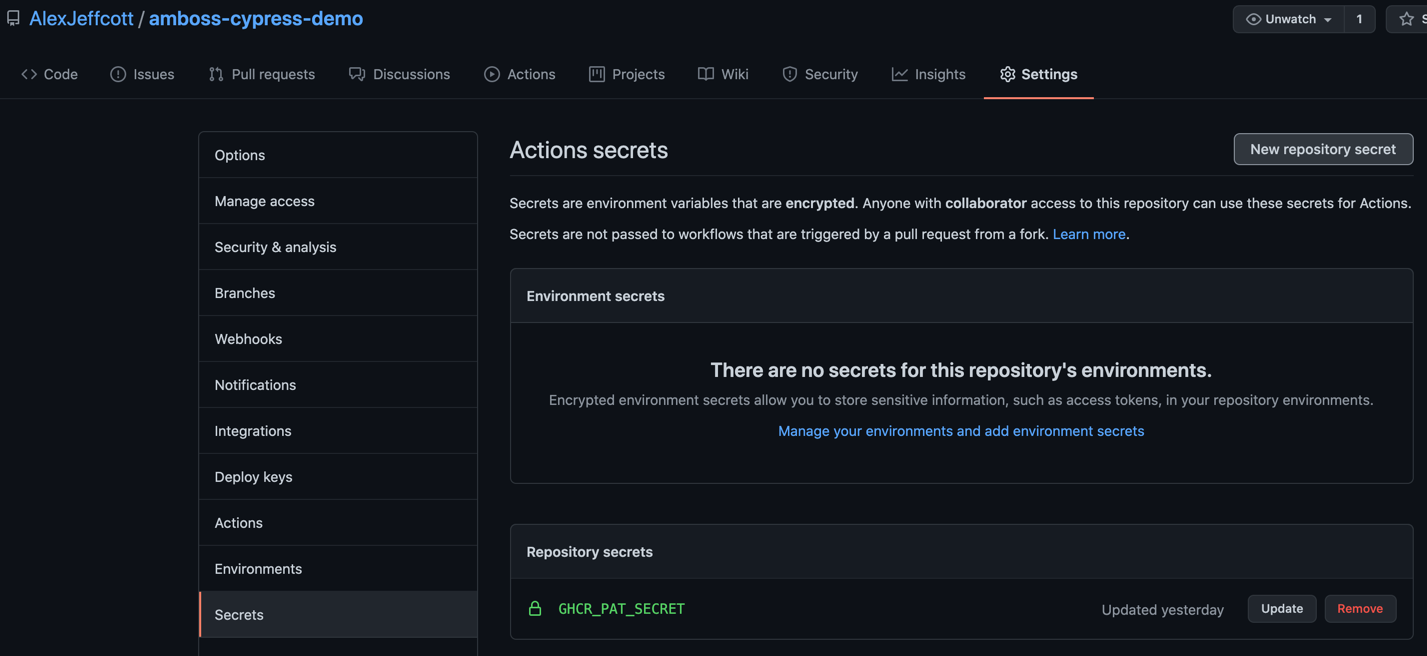 AlexJeffcott / amboss-cypress-demo
Unwatch 1
Code Issues Pull requests Discussions Actions Projects Wiki Security Insights Settings
Options
Manage access
Security & analysis
Branches
Webhooks
Notifications
Integrations
Deploy keys
Actions
Environments
Secrets
Actions secrets
New repository secret
Secrets are environment variables that are encrypted. Anyone with collaborator access to this repository can use these secrets for Actions.
Secrets are not passed to workflows that are triggered by a pull request from a fork. Learn more.
Environment secrets
There are no secrets for this repository's environments.
Encrypted environment secrets allow you to store sensitive information, such as access tokens, in your repository environments.
Manage your environments and add environment secrets
Repository secrets
GHCR_PAT_SECRET
Updated yesterday
Update
Remove